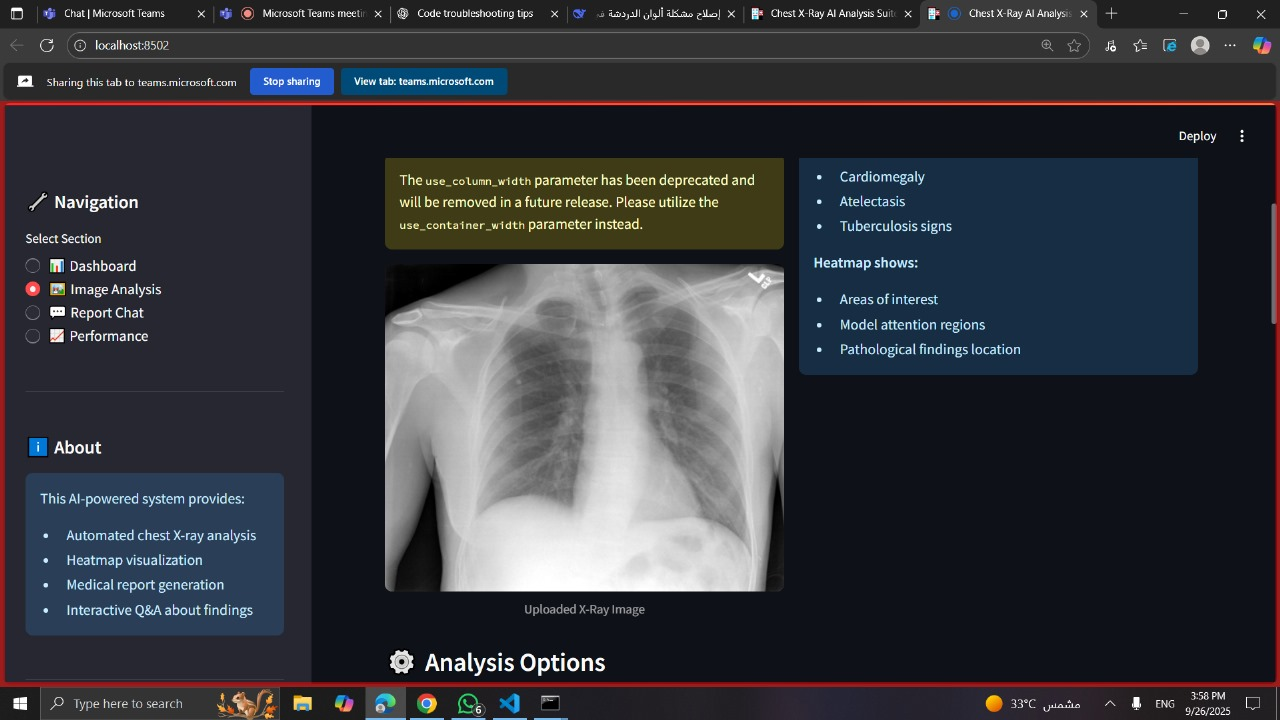 Chat | Microsoft Teams
Microsoft Teams meetin
Code troubleshooting tips
إصلاح مشكلة ألوان الدردشة في
Chest X-Ray AI Analysis Suite
Chest X-Ray AI Analysis
localhost:8502
Sharing this tab to teams.microsoft.com
Stop sharing
View tab: teams.microsoft.com
Deploy
Navigation
Select Section
Dashboard
Image Analysis
Report Chat
Performance
About
This AI-powered system provides:
Automated chest X-ray analysis
Heatmap visualization
Medical report generation
Interactive Q&A about findings
The use_column_width parameter has been deprecated and
will be removed in a future release. Please utilize the
use_container_width parameter instead.
Uploaded X-Ray Image
Analysis Options
Cardiomegaly
Atelectasis
Tuberculosis signs
Heatmap shows:
Areas of interest
Model attention regions
Pathological findings location
Type here to search
6
33°C مشمس
ENG
3:58 PM
9/26/2025